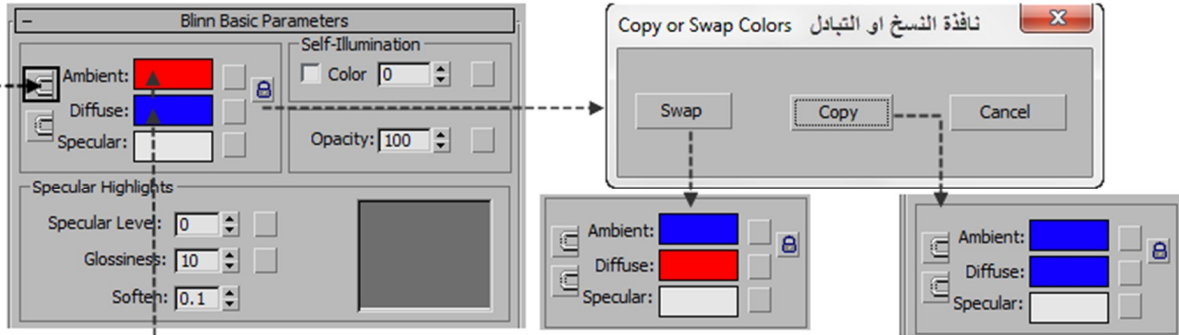 Blinn Basic Parameters
Ambient:
Diffuse:
Specular:
Self-Illumination
Color 0
Opacity: 100
Specular Highlights
Specular Level: 0
Glossiness: 10
Soften: 0.1
Copy or Swap Colors نافذة النسخ او التبادل
Swap Copy Cancel
Ambient:
Diffuse:
Specular:
Ambient:
Diffuse:
Specular: